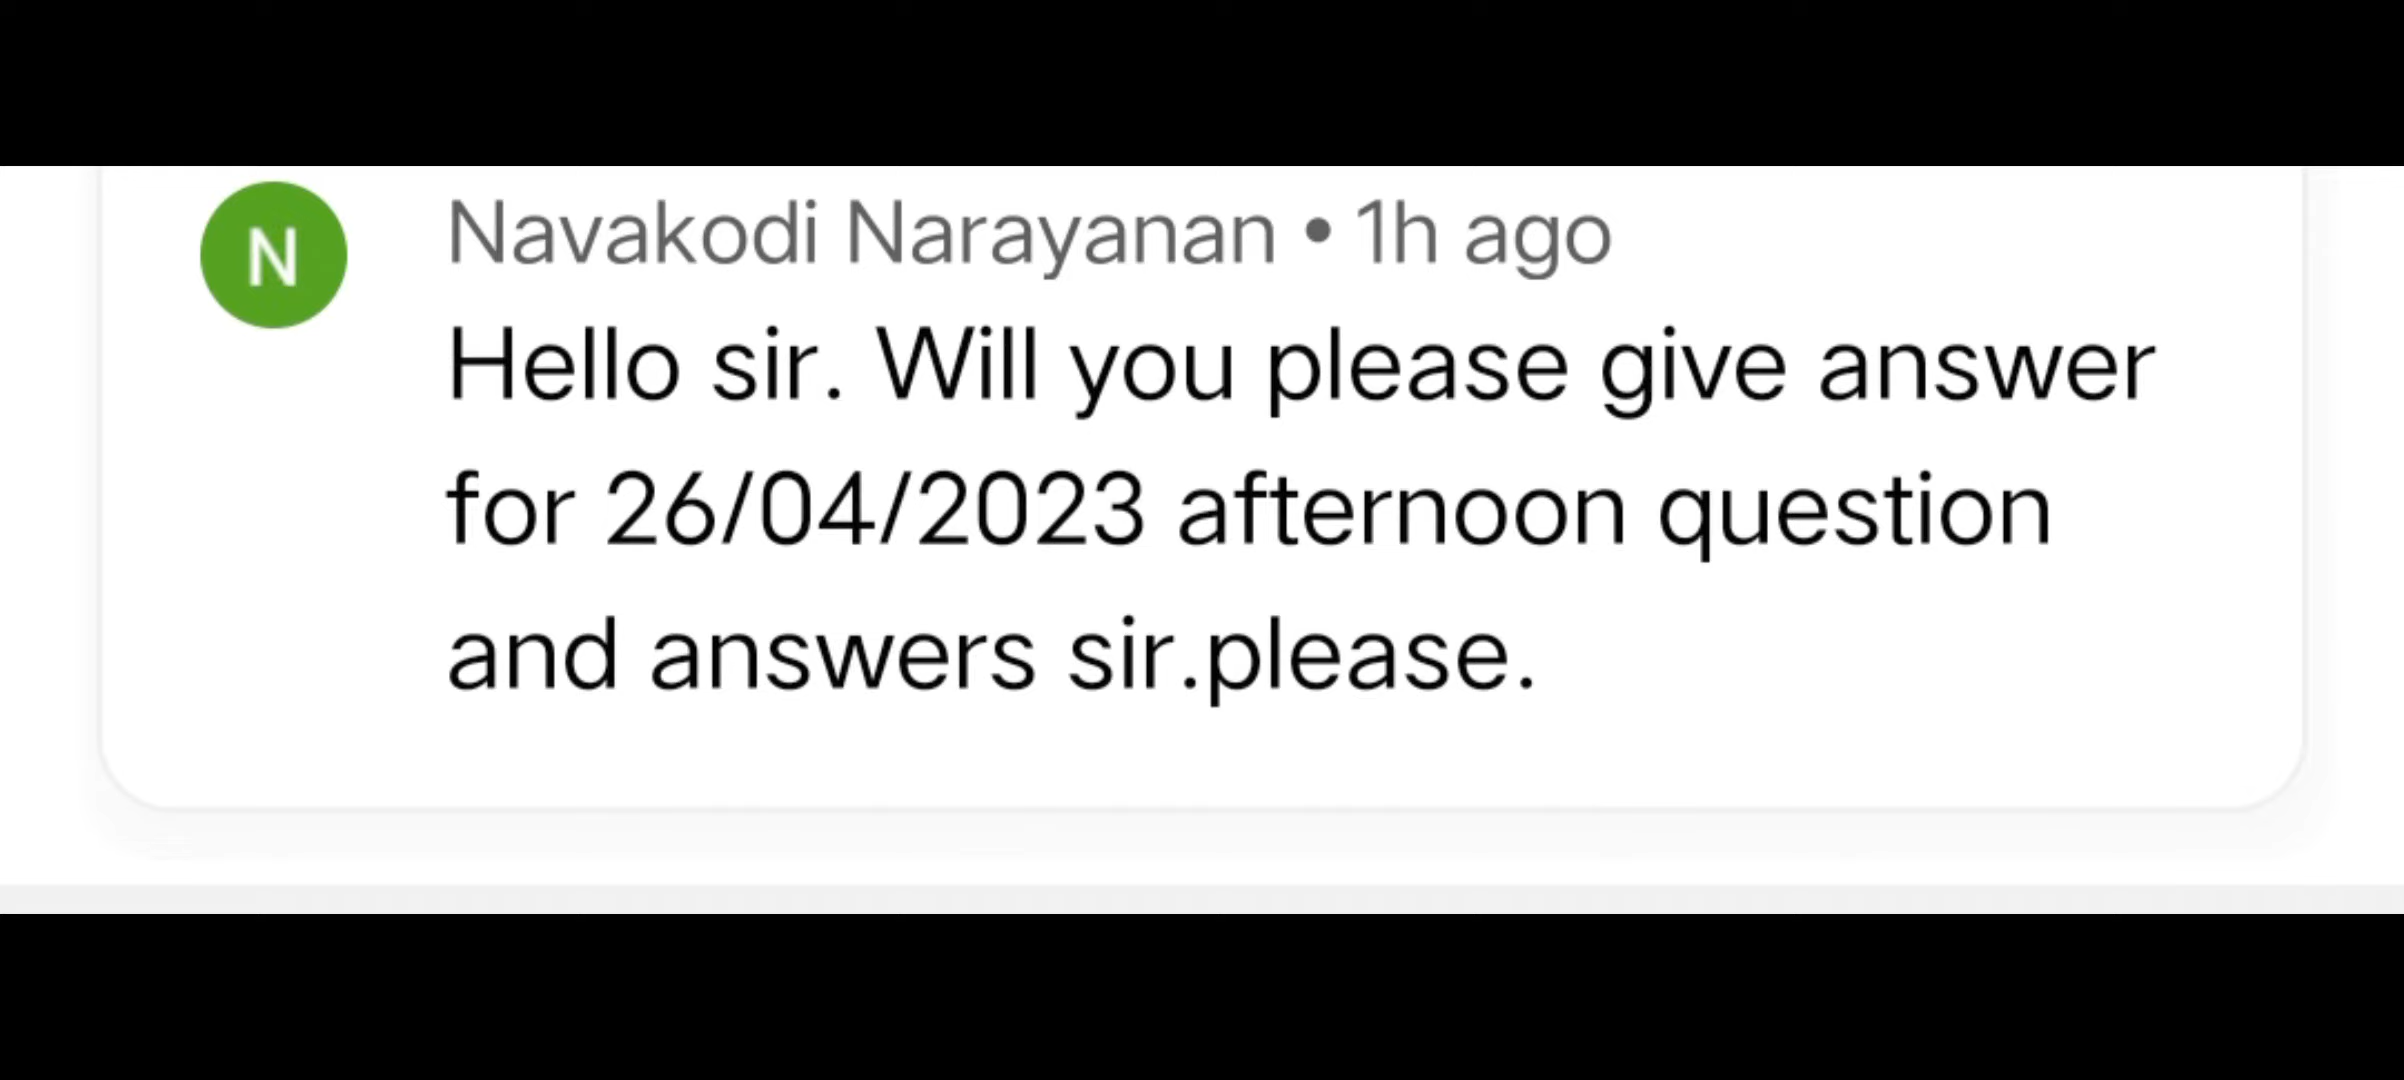 N
Navakodi Narayanan • 1h ago
Hello sir. Will you please give answer
for 26/04/2023 afternoon question
and answers sir.please.